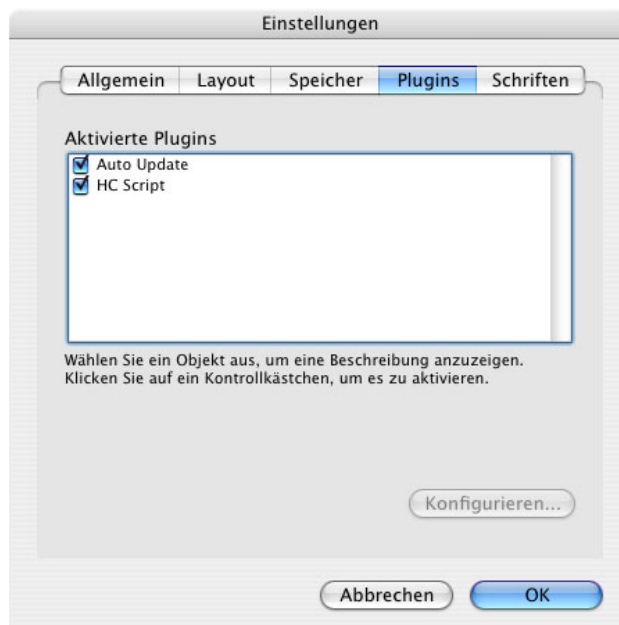 Einstellungen
Allgemein Layout Speicher Plugins Schriften
Aktivierte Plugins
Auto Update
HC Script
Wählen Sie ein Objekt aus, um eine Beschreibung anzuzeigen.
Klicken Sie auf ein Kontrollkästchen, um es zu aktivieren.
Konfigurieren...
Abbrechen OK